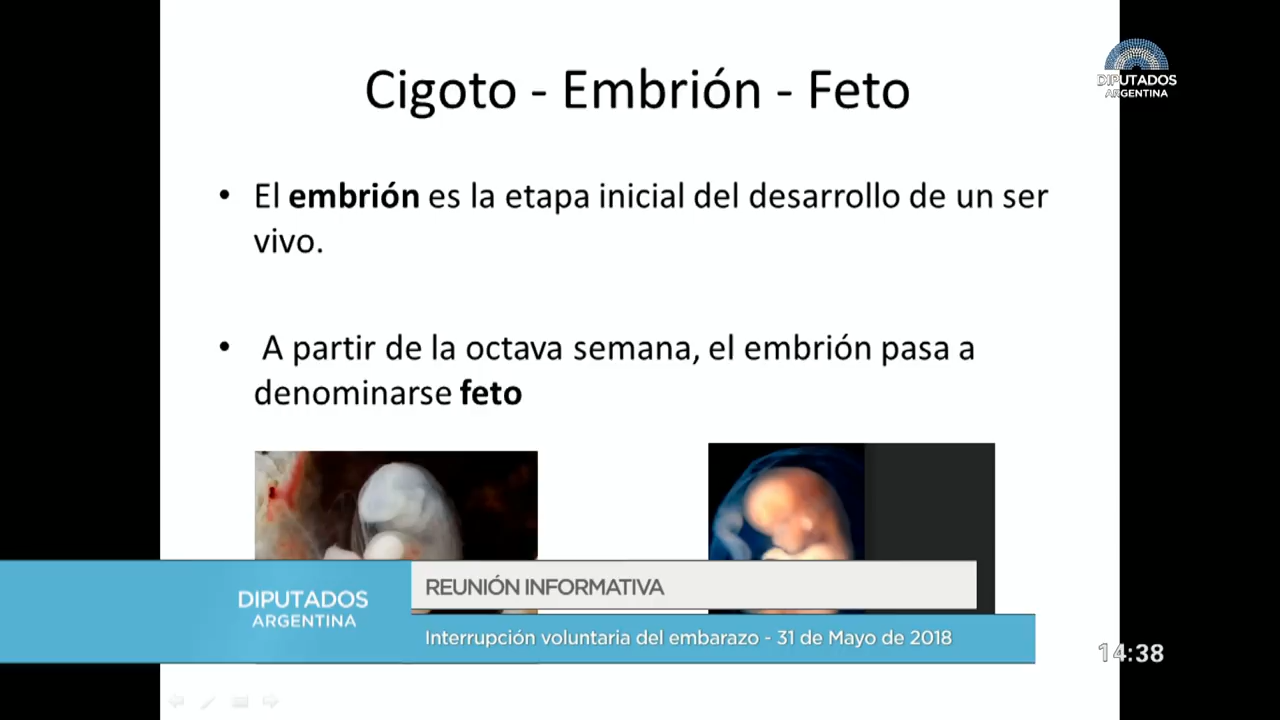 Cigoto - Embrión - Feto
DIPUTADOS
ARGENTINA
• El embrión es la etapa inicial del desarrollo de un ser
vivo.
• A partir de la octava semana, el embrión pasa a
denominarse feto
DIPUTADOS
ARGENTINA
REUNIÓN INFORMATIVA
Interrupción voluntaria del embarazo - 31 de Mayo de 2018
14:38